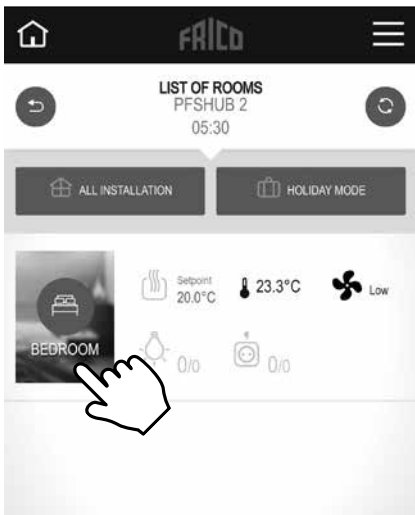 FRICO
LIST OF ROOMS
PFSHUB 2
05:30
ALL INSTALLATION
HOLIDAY MODE
Setpoint
20.0°C
23.3°C
Low
BEDROOM
0/0
0/0